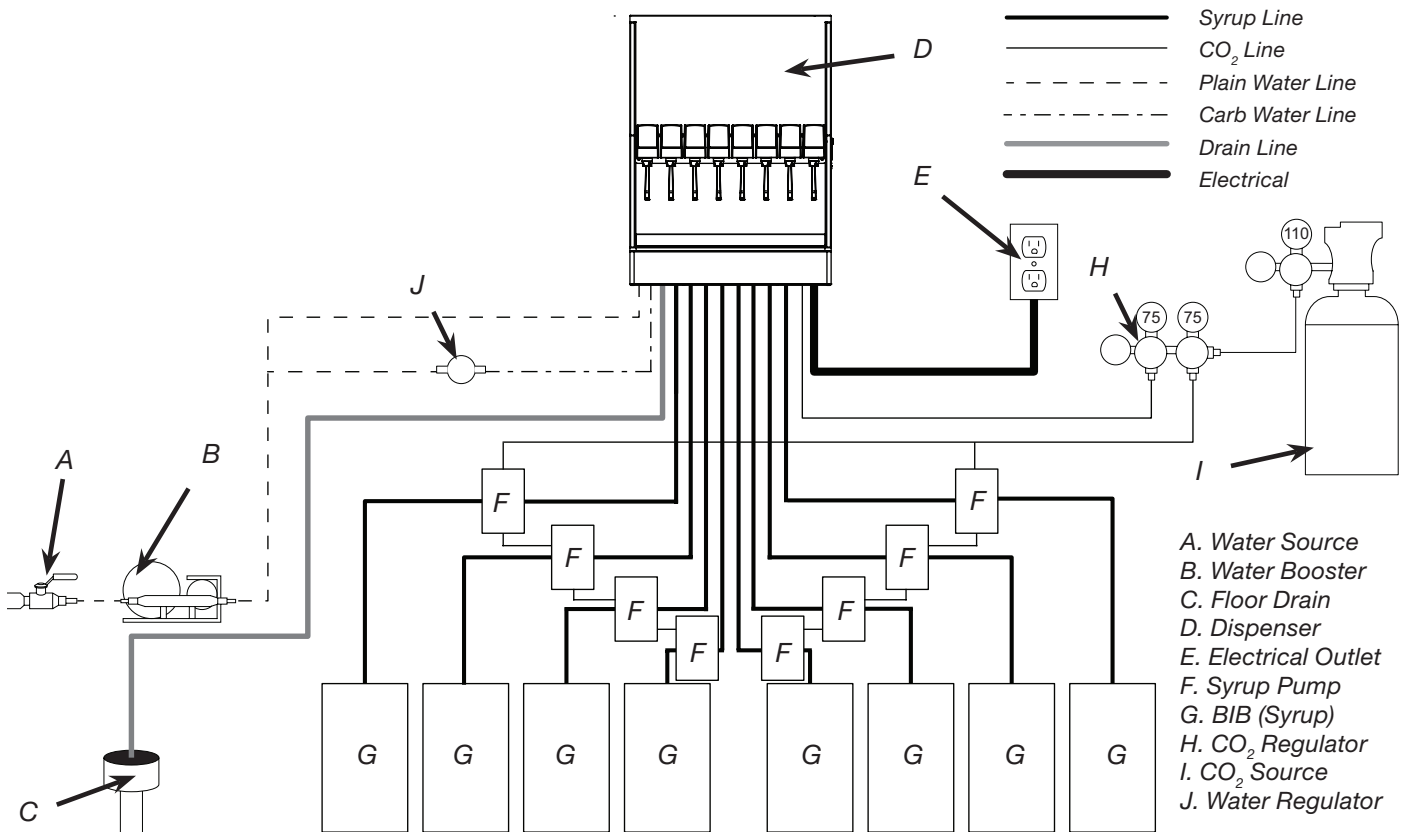 D
Syrup Line
CO₂ Line
Plain Water Line
Carb Water Line
Drain Line
Electrical
E
110
H
J
75 75
A
B
I
F F
F F
F F
F F
A. Water Source
B. Water Booster
C. Floor Drain
D. Dispenser
E. Electrical Outlet
F. Syrup Pump
G. BIB (Syrup)
H. CO₂ Regulator
I. CO₂ Source
J. Water Regulator
G G G G G G G G
C